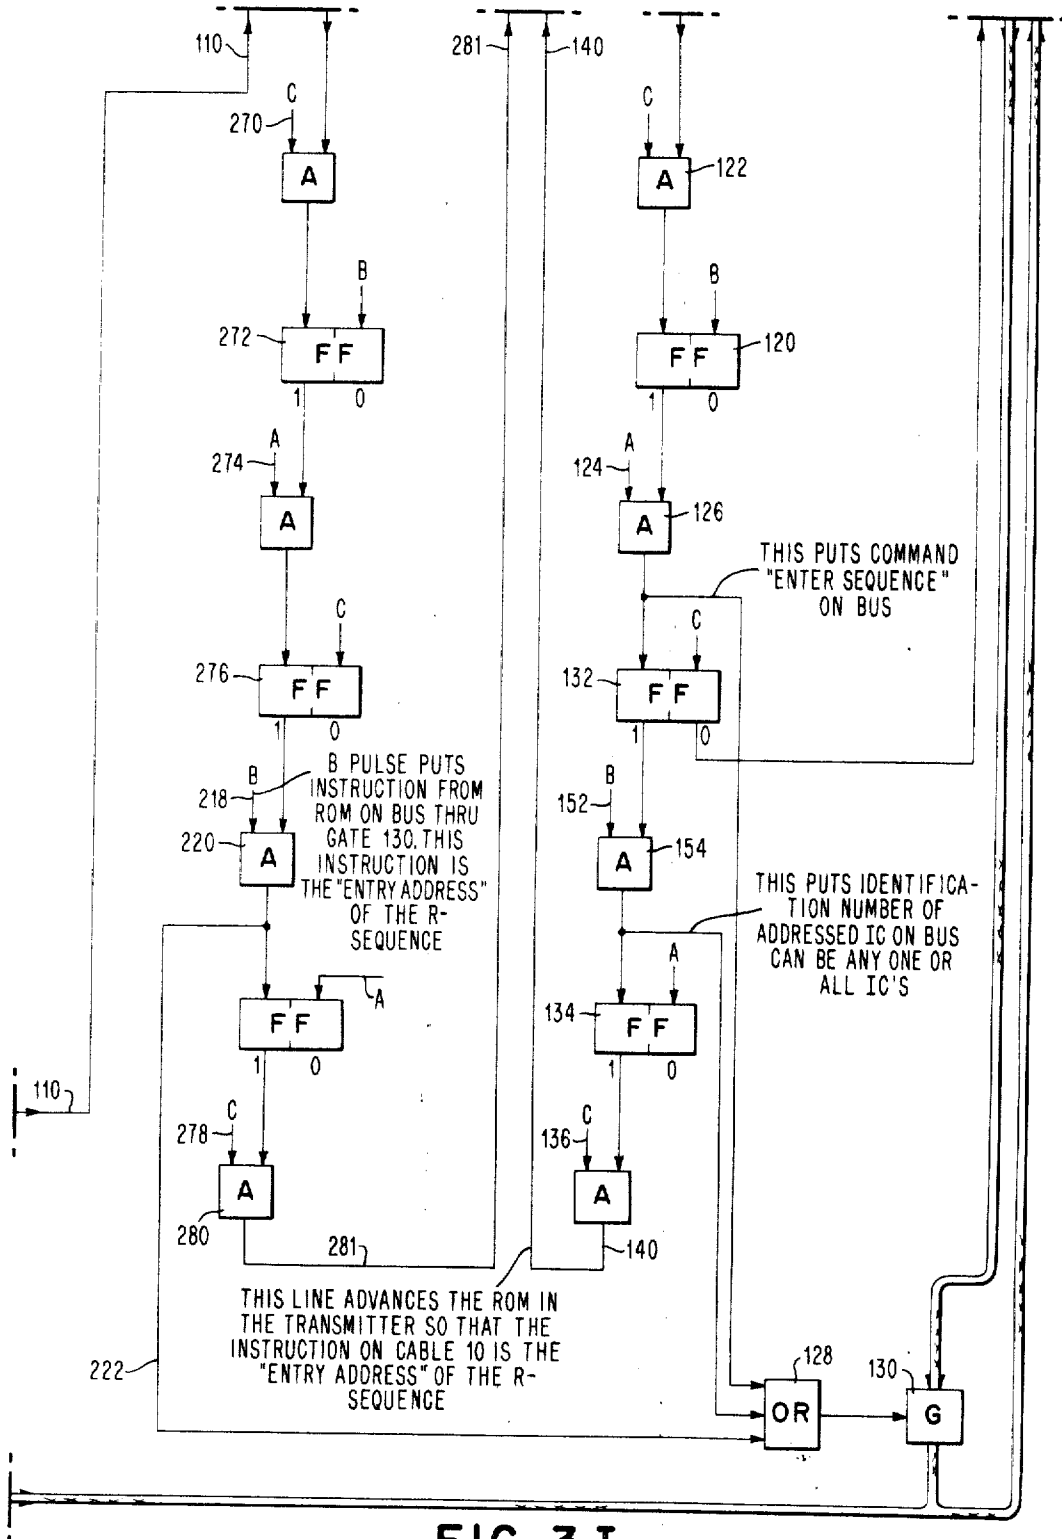 110
281
140
C
270
A
C
A
122
B
272
FF
1
0
B
FF
120
1
0
A
274
A
A
124
A
126
THIS PUTS COMMAND
"ENTER SEQUENCE"
ON BUS
C
276
FF
1
0
C
132
FF
1
0
B
218
220
A
B PULSE PUTS
INSTRUCTION FROM
ROM ON BUS THRU
GATE 130. THIS
INSTRUCTION IS
THE "ENTRY ADDRESS"
OF THE R-
SEQUENCE
B
152
A
154
THIS PUTS IDENTIFICA-
TION NUMBER OF
ADDRESSED IC ON BUS
CAN BE ANY ONE OR
ALL IC'S
A
FF
1
0
A
134
FF
1
0
110
C
278
A
280
281
C
136
A
140
THIS LINE ADVANCES THE ROM IN
THE TRANSMITTER SO THAT THE
INSTRUCTION ON CABLE 10 IS THE
"ENTRY ADDRESS" OF THE R-
SEQUENCE
222
128
OR
130
G
FIG. 3I